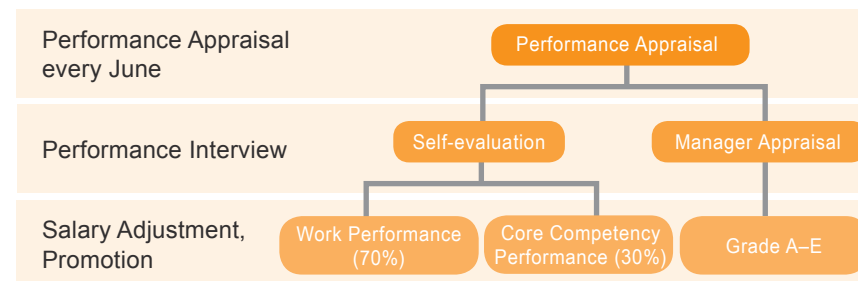 Performance Appraisal
every June
Performance Appraisal
Performance Interview
Self-evaluation
Manager Appraisal
Salary Adjustment,
Promotion
Work Performance
(70%)
Core Competency
Performance (30%)
Grade A–E